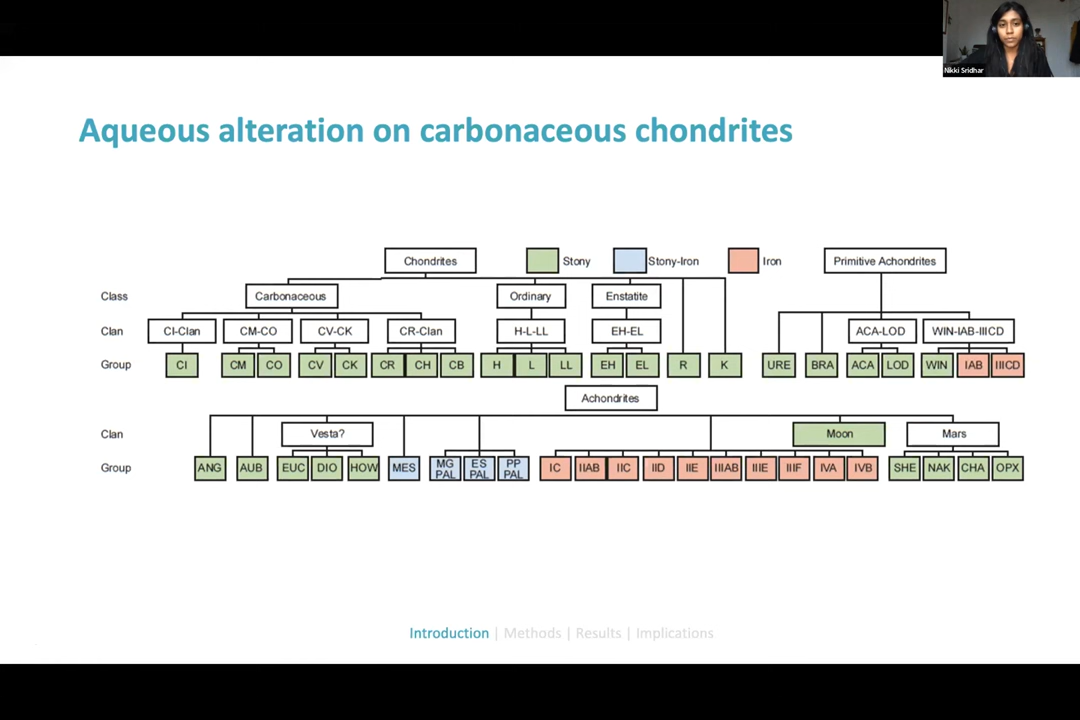 Nikki Sridhar
Aqueous alteration on carbonaceous chondrites
Chondrites Stony Stony-Iron Iron Primitive Achondrites
Class Carbonaceous Ordinary Enstatite
Clan CI-Clan CM-CO CV-CK CR-Clan H-L-LL EH-EL ACA-LOD WIN-IAB-IIICD
Group CI CM CO CV CK CR CH CB H L LL EH EL R K URE BRA ACA LOD WIN IAB IIICD
Achondrites
Clan Vesta? Moon Mars
Group ANG AUB EUC DIO HOW MES MG PAL ES PAL PP PAL IC IIAB IIC IID IIE IIIAB IIIE IIIF IVA IVB SHE NAK CHA OPX
Introduction | Methods | Results | Implications